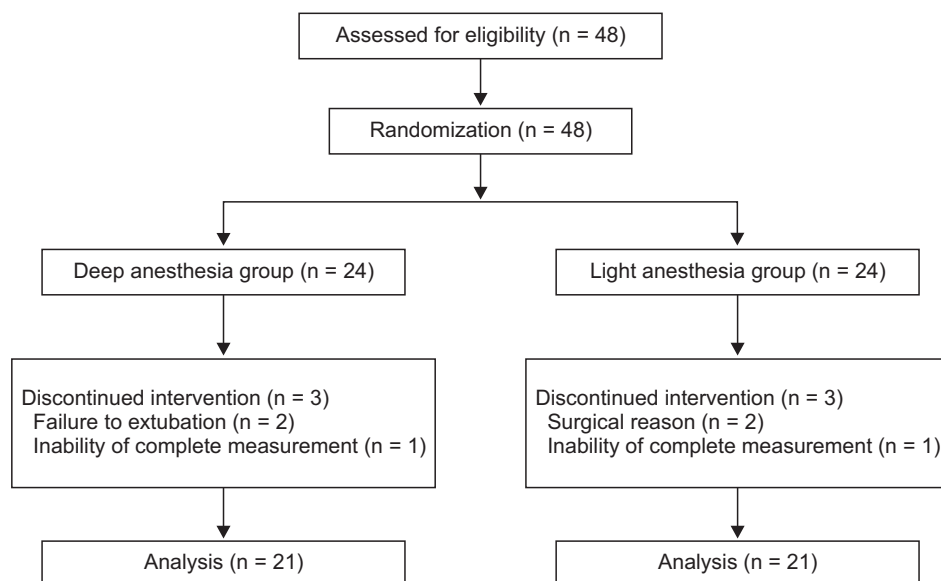 Assessed for eligibility (n = 48)
Randomization (n = 48)
Deep anesthesia group (n = 24)
Light anesthesia group (n = 24)
Discontinued intervention (n = 3)
Failure to extubation (n = 2)
Inability of complete measurement (n = 1)
Discontinued intervention (n = 3)
Surgical reason (n = 2)
Inability of complete measurement (n = 1)
Analysis (n = 21)
Analysis (n = 21)